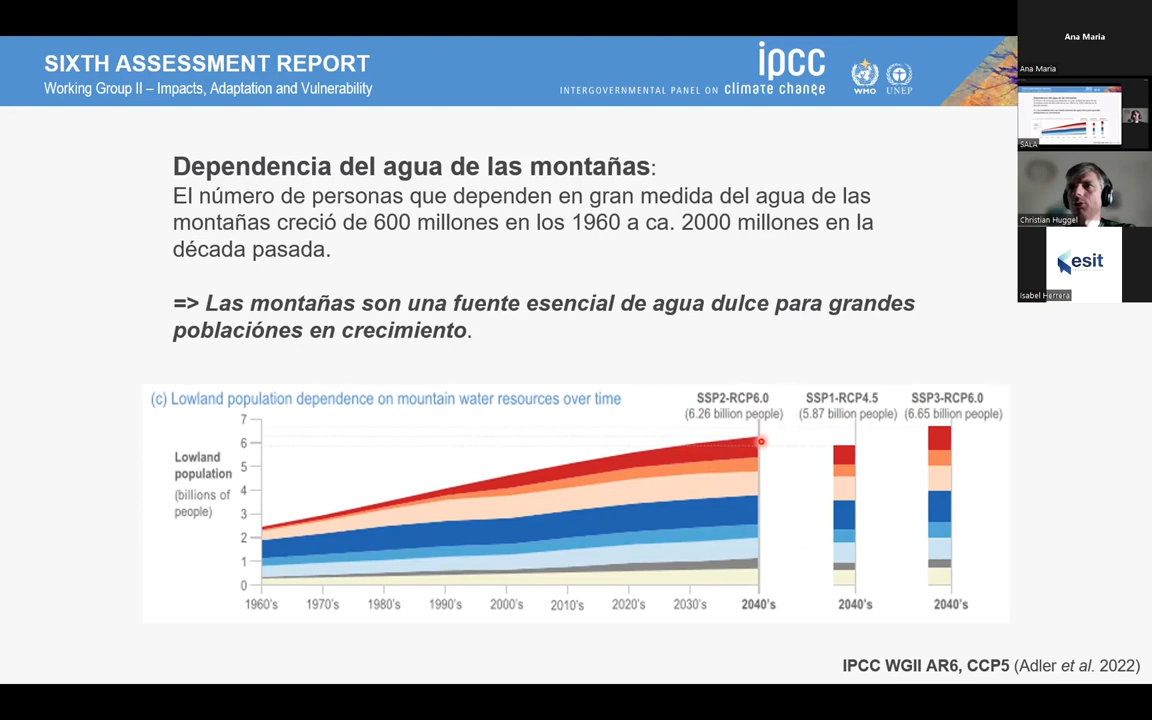 SIXTH ASSESSMENT REPORT
Working Group II – Impacts, Adaptation and Vulnerability
ipcc
INTERGOVERNMENTAL PANEL ON climate change
WMO
UNEP
Dependencia del agua de las montañas:
El número de personas que dependen en gran medida del agua de las
montañas creció de 600 millones en los 1960 a ca. 2000 millones en la
década pasada.
=> Las montañas son una fuente esencial de agua dulce para grandes
poblaciónes en crecimiento.
(c) Lowland population dependence on mountain water resources over time
SSP2-RCP6.0
(6.26 billion people)
SSP1-RCP4.5
(5.87 billion people)
SSP3-RCP6.0
(6.65 billion people)
Lowland
population
(billions of
people)
7
6
5
4
3
2
1
0
1960's 1970's 1980's 1990's 2000's 2010's 2020's 2030's 2040's 2040's 2040's
IPCC WGII AR6, CCP5 (Adler et al. 2022)
Ana Maria
Ana Maria
SALA
Christian Huggel
esit
Isabel Herrera